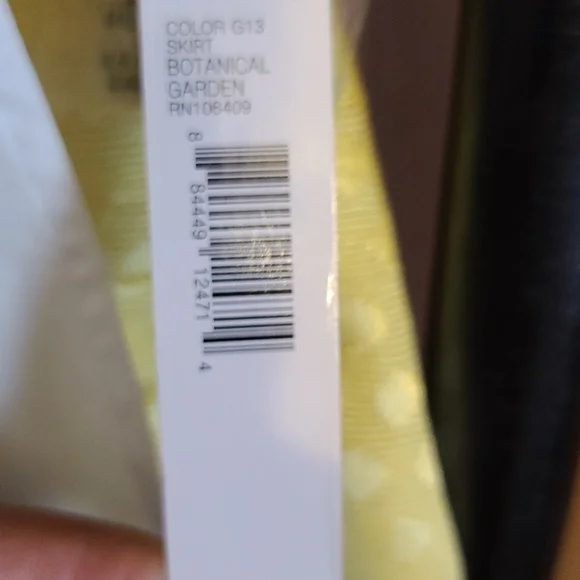 COLOR G13
SKIRT
BOTANICAL
GARDEN
RN106409
8 84449 12471 4